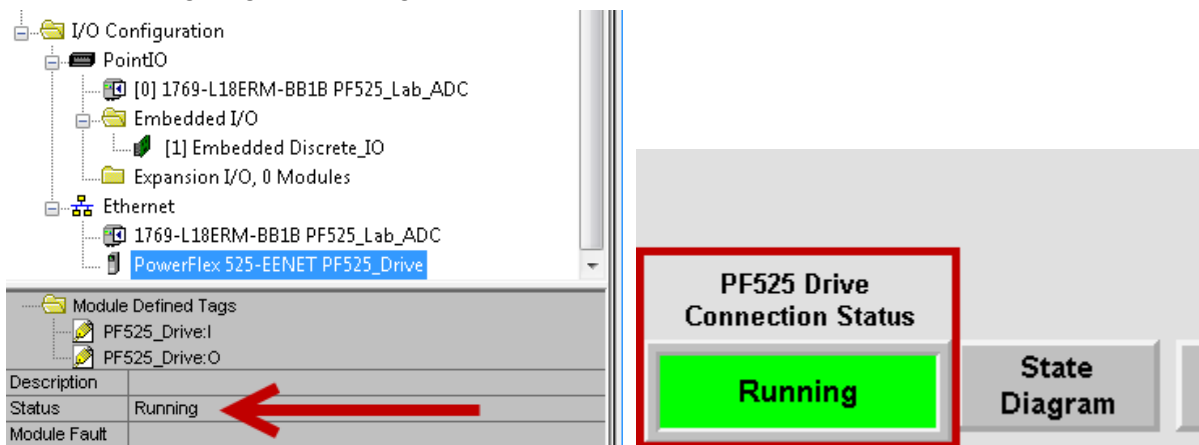 I/O Configuration
PointIO
[0] 1769-L18ERM-BB1B PF525_Lab_ADC
Embedded I/O
[1] Embedded Discrete_IO
Expansion I/O, 0 Modules
Ethernet
1769-L18ERM-BB1B PF525_Lab_ADC
PowerFlex 525-EENET PF525_Drive
Module Defined Tags
PF525_Drive:I
PF525_Drive:O
Description
Status Running
Module Fault
PF525 Drive
Connection Status
Running
State
Diagram